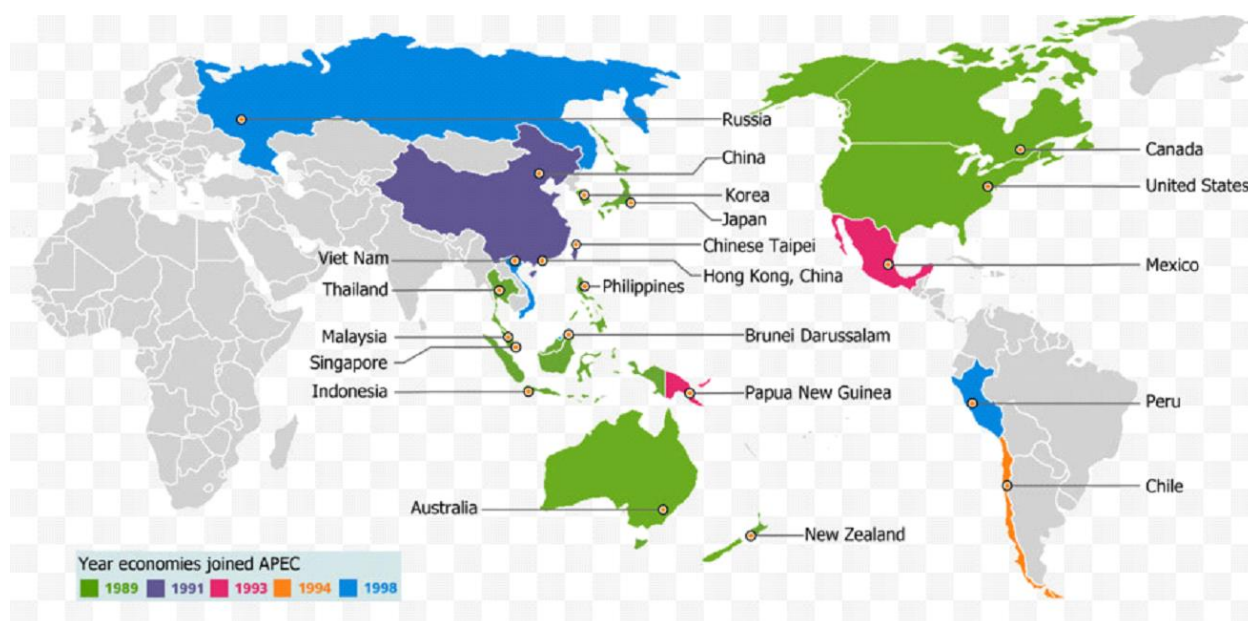 Russia
China
Canada
Korea
United States
Japan
Chinese Taipei
Viet Nam
Mexico
Hong Kong, China
Thailand
Philippines
Malaysia
Brunei Darussalam
Singapore
Indonesia
Papua New Guinea
Peru
Chile
Australia
New Zealand
Year economies joined APEC
1989 1991 1993 1994 1998